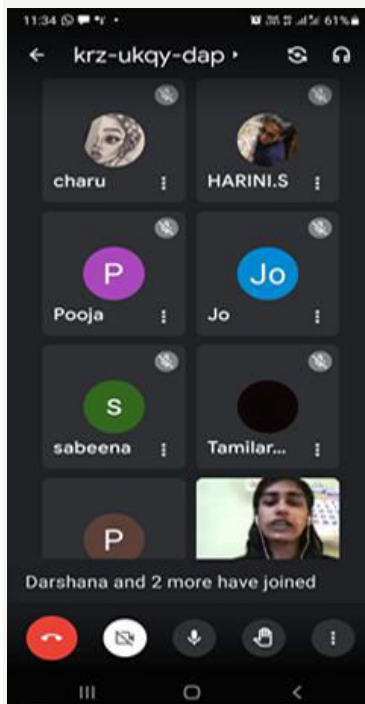 11:34
61%
krz-ukqy-dap
charu
HARINI.S
P
Pooja
Jo
Jo
s
sabeena
Tamilar...
P
Darshana and 2 more have joined